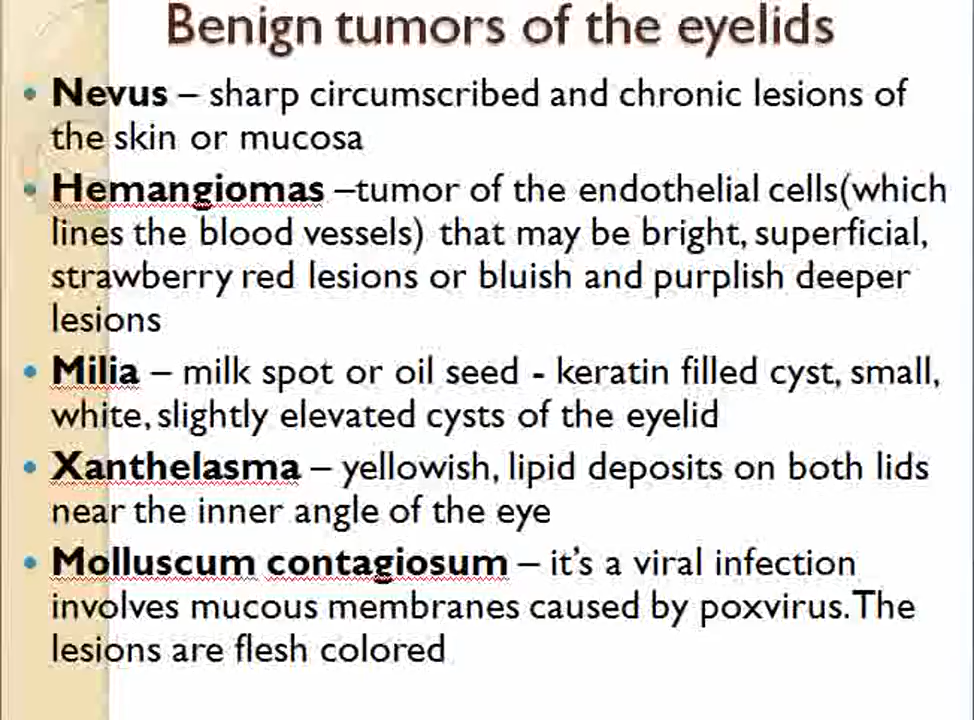 Benign tumors of the eyelids
• Nevus – sharp circumscribed and chronic lesions of
the skin or mucosa
• Hemangiomas –tumor of the endothelial cells(which
lines the blood vessels) that may be bright, superficial,
strawberry red lesions or bluish and purplish deeper
lesions
• Milia – milk spot or oil seed - keratin filled cyst, small,
white, slightly elevated cysts of the eyelid
• Xanthelasma – yellowish, lipid deposits on both lids
near the inner angle of the eye
• Molluscum contagiosum – it’s a viral infection
involves mucous membranes caused by poxvirus. The
lesions are flesh colored